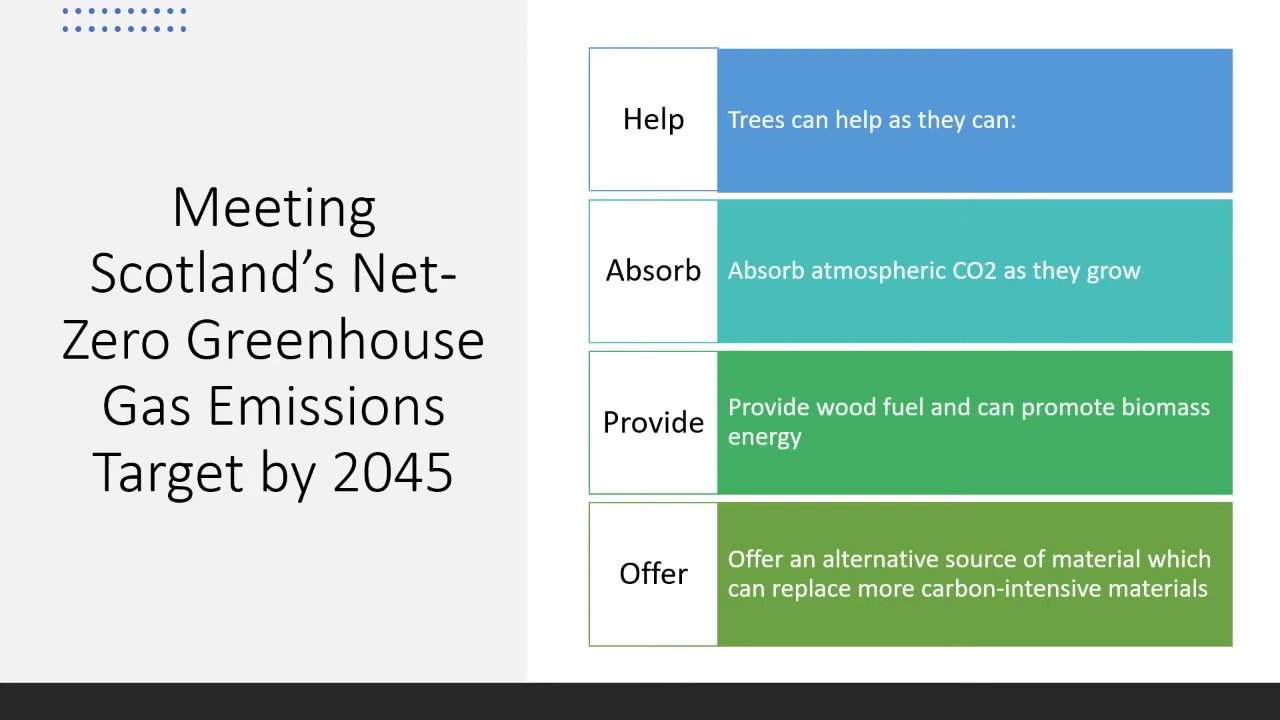 Meeting
Scotland’s Net-
Zero Greenhouse
Gas Emissions
Target by 2045
Help
Trees can help as they can:
Absorb
Absorb atmospheric CO2 as they grow
Provide
Provide wood fuel and can promote biomass
energy
Offer
Offer an alternative source of material which
can replace more carbon-intensive materials